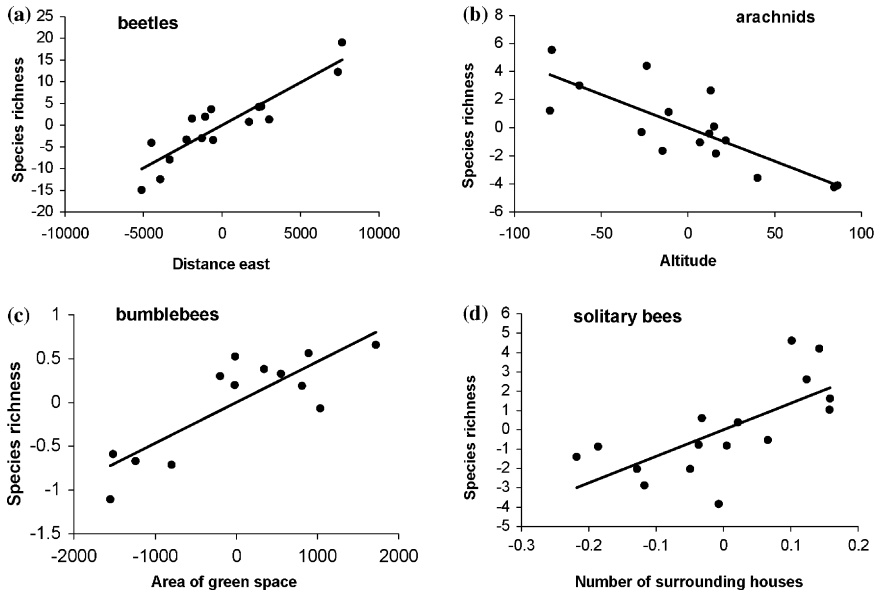 (a)
beetles
Species richness
25
20
15
10
5
0
-5
-10
-15
-20
-10000 -5000 0 5000 10000
Distance east
(b)
arachnids
Species richness
8
6
4
2
0
-2
-4
-6
-100 -50 0 50 100
Altitude
(c)
bumblebees
Species richness
1
0.5
0
-0.5
-1
-1.5
-2000 -1000 0 1000 2000
Area of green space
(d)
solitary bees
Species richness
6
5
4
3
2
1
0
-1
-2
-3
-4
-5
-0.3 -0.2 -0.1 0 0.1 0.2
Number of surrounding houses